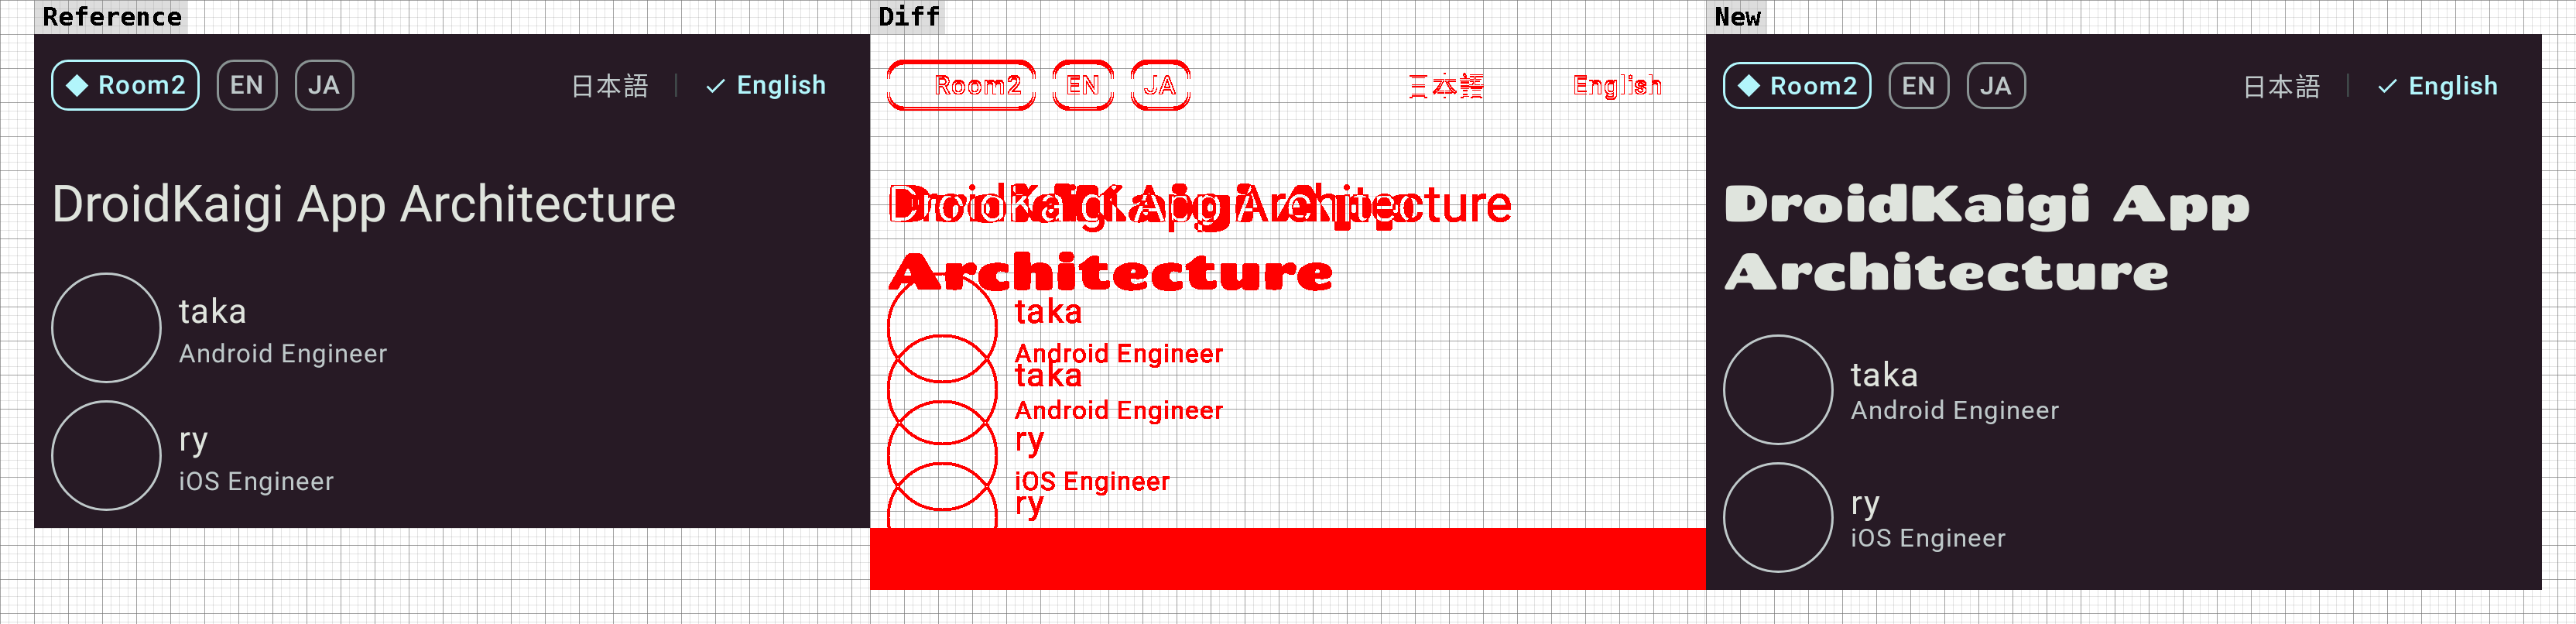 Reference
Room2 EN JA 日本語 English
DroidKaigi App Architecture
taka
Android Engineer
ry
iOS Engineer
Diff
Room2 EN JA 日本語 English
DroidKaigi App Architecture
DroidKaigi App
Architecture
taka
Android Engineer
taka
Android Engineer
ry
iOS Engineer
ry
New
Room2 EN JA 日本語 English
DroidKaigi App
Architecture
taka
Android Engineer
ry
iOS Engineer